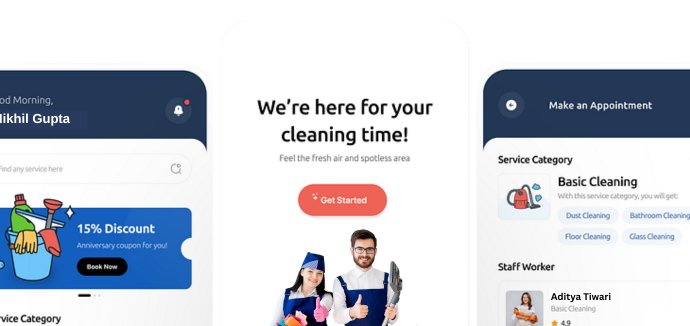 od Morning,
Nikhil Gupta
Find any service here
15% Discount
Anniversary coupon for you!
Book Now
rvice Category
We're here for your
cleaning time!
Feel the fresh air and spotless area
Get Started
Make an Appointment
Service Category
Basic Cleaning
With this service category, you will get:
Dust Cleaning
Bathroom Cleaning
Floor Cleaning
Glass Cleaning
Staff Worker
Aditya Tiwari
Basic Cleaning
4.9